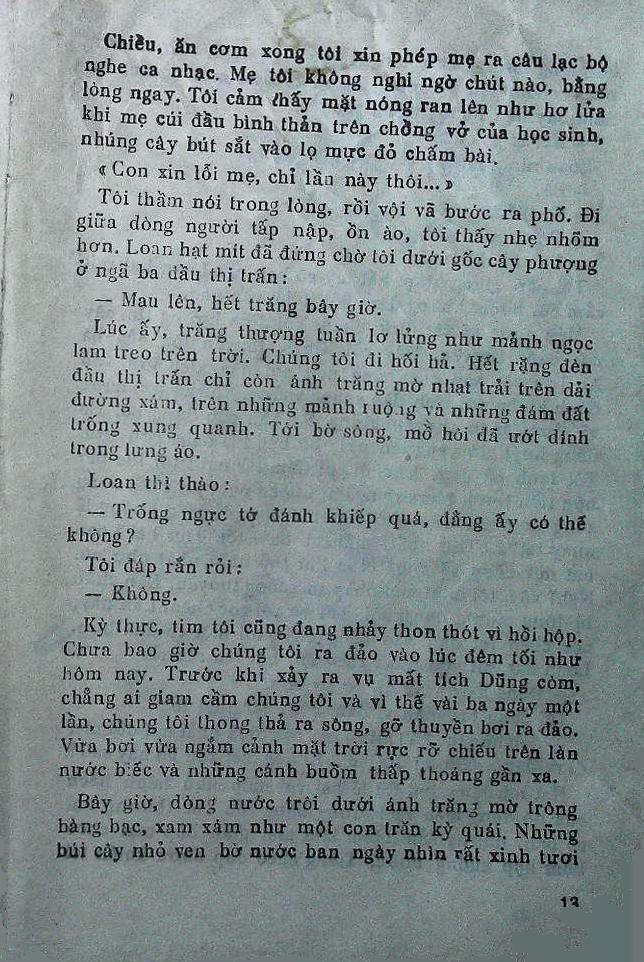 Chiều, ăn cơm xong tôi xin phép mẹ ra câu lạc bộ
nghe ca nhạc. Mẹ tôi không nghi ngờ chút nào, bằng
lòng ngay. Tôi cảm thấy mặt nóng ran lên như hơ lửa
khi mẹ cúi đầu bình thản trên chồng vở của học sinh,
nhúng cây bút sắt vào lọ mực đỏ chấm bài.
« Con xin lỗi mẹ, chỉ lần này thôi... »
Tôi thầm nói trong lòng, rồi vội vã bước ra phố. Đi
giữa dòng người tấp nập, ồn ào, tôi thấy nhẹ nhõm
hơn. Loan hạt mít đã đứng chờ tôi dưới gốc cây phượng
ở ngã ba đầu thị trấn :
— Mau lên, hết trăng bây giờ.
Lúc ấy, trăng thượng tuần lơ lửng như mảnh ngọc
lam treo trên trời. Chúng tôi đi hối hả. Hết rặng đèn
đầu thị trấn chỉ còn ánh trăng mờ nhạt trải trên dải
đường xám, trên những mảnh ruộng và những đám đất
trống xung quanh. Tới bờ sông, mồ hôi đã ướt dính
trong lưng áo.
Loan thì thào :
— Trống ngực tớ đánh khiếp quá, đằng ấy có thế
không ?
Tôi đáp rắn rỏi :
— Không.
Kỳ thực, tim tôi cũng đang nhảy thon thót vì hồi hộp.
Chưa bao giờ chúng tôi ra đảo vào lúc đêm tối như
hôm nay. Trước khi xảy ra vụ mất tích Dũng còm,
chẳng ai giam cầm chúng tôi và vì thế vài ba ngày một
lần, chúng tôi thong thả ra sông, gỡ thuyền bơi ra đảo.
Vừa bơi vừa ngắm cảnh mặt trời rực rỡ chiếu trên làn
nước biếc và những cánh buồm thấp thoáng gần xa.
Bây giờ, dòng nước trôi dưới ánh trăng mờ trông
bàng bạc, xam xám như một con trăn kỳ quái. Những
búi cây nhỏ ven bờ nước ban ngày nhìn rất xinh tươi
13